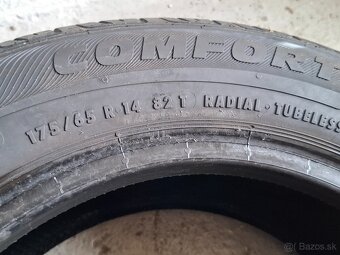 COMFORT
175/65 R 14 82 T RADIAL · TUBELESS
© Bazos.sk